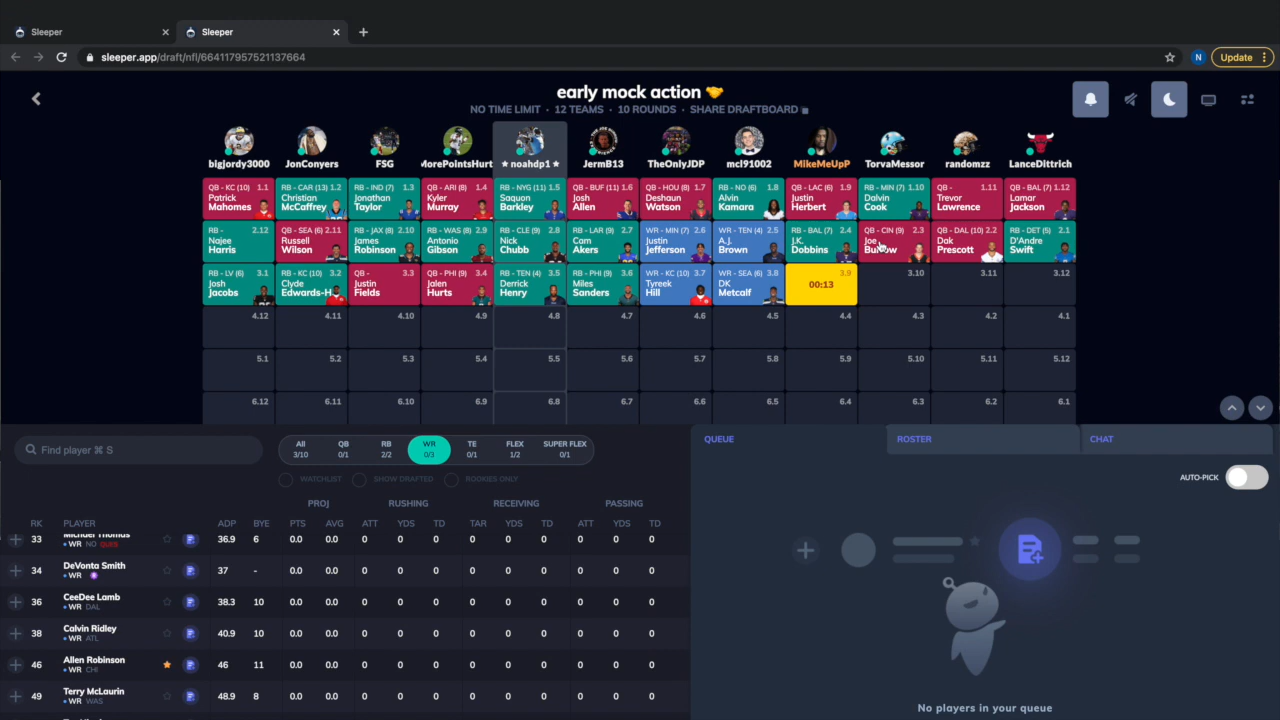 Sleeper
Sleeper
sleeper.app/draft/nfl/664117957521137664
N
Update
early mock action 🤝
NO TIME LIMIT · 12 TEAMS · 10 ROUNDS · SHARE DRAFTBOARD
bigjordy3000 JonConyers FSG MorePointsHurt ★ noahdp1 ★ JermB13 TheOnlyJDP mcl91002 MikeMeUpP TorvaMessor randomzz LanceDittrich
QB - KC (10) 1.1 RB - CAR (13) 1.2 RB - IND (7) 1.3 QB - ARI (8) 1.4 RB - NYG (11) 1.5 QB - BUF (11) 1.6 QB - HOU (8) 1.7 RB - NO (6) 1.8 QB - LAC (6) 1.9 RB - MIN (7) 1.10 QB - 1.11 QB - BAL (7) 1.12
Patrick Christian Jonathan Kyler Saquon Josh Deshaun Alvin Justin Dalvin Trevor Lamar
Mahomes McCaffrey Taylor Murray Barkley Allen Watson Kamara Herbert Cook Lawrence Jackson
RB - 2.12 QB - SEA (6) 2.11 RB - JAX (8) 2.10 RB - WAS (8) 2.9 RB - CLE (9) 2.8 RB - LAR (9) 2.7 WR - MIN (7) 2.6 WR - TEN (4) 2.5 RB - BAL (7) 2.4 QB - CIN (9) 2.3 QB - DAL (10) 2.2 RB - DET (5) 2.1
Najee Russell James Antonio Nick Cam Justin A.J. J.K. Joe Dak D'Andre
Harris Wilson Robinson Gibson Chubb Akers Jefferson Brown Dobbins Burrow Prescott Swift
RB - LV (6) 3.1 RB - KC (10) 3.2 QB - 3.3 QB - PHI (9) 3.4 RB - TEN (4) 3.5 RB - PHI (9) 3.6 WR - KC (10) 3.7 WR - SEA (6) 3.8 3.9 3.10 3.11 3.12
Josh Clyde Justin Jalen Derrick Miles Tyreek DK 00:13
Jacobs Edwards-H Fields Hurts Henry Sanders Hill Metcalf
4.12 4.11 4.10 4.9 4.8 4.7 4.6 4.5 4.4 4.3 4.2 4.1
5.1 5.2 5.3 5.4 5.5 5.6 5.7 5.8 5.9 5.10 5.11 5.12
6.12 6.11 6.10 6.9 6.8 6.7 6.6 6.5 6.4 6.3 6.2 6.1
Find player ⌘ S
All QB RB WR TE FLEX SUPER FLEX
3/10 0/1 2/2 0/3 0/1 1/2 0/1
WATCHLIST SHOW DRAFTED ROOKIES ONLY
PROJ RUSHING RECEIVING PASSING
RK PLAYER ADP BYE PTS AVG ATT YDS TD TAR YDS TD ATT YDS TD
33 Michael Thomas 36.9 6 0.0 0.0 0 0 0 0 0 0 0 0 0
WR NO QUES
34 DeVonta Smith 37 - 0.0 0.0 0 0 0 0 0 0 0 0 0
WR
36 CeeDee Lamb 38.3 10 0.0 0.0 0 0 0 0 0 0 0 0 0
WR DAL
38 Calvin Ridley 40.9 10 0.0 0.0 0 0 0 0 0 0 0 0 0
WR ATL
46 Allen Robinson 46 11 0.0 0.0 0 0 0 0 0 0 0 0 0
WR CHI
49 Terry McLaurin 48.9 8 0.0 0.0 0 0 0 0 0 0 0 0 0
WR WAS
QUEUE ROSTER CHAT
AUTO-PICK
No players in your queue